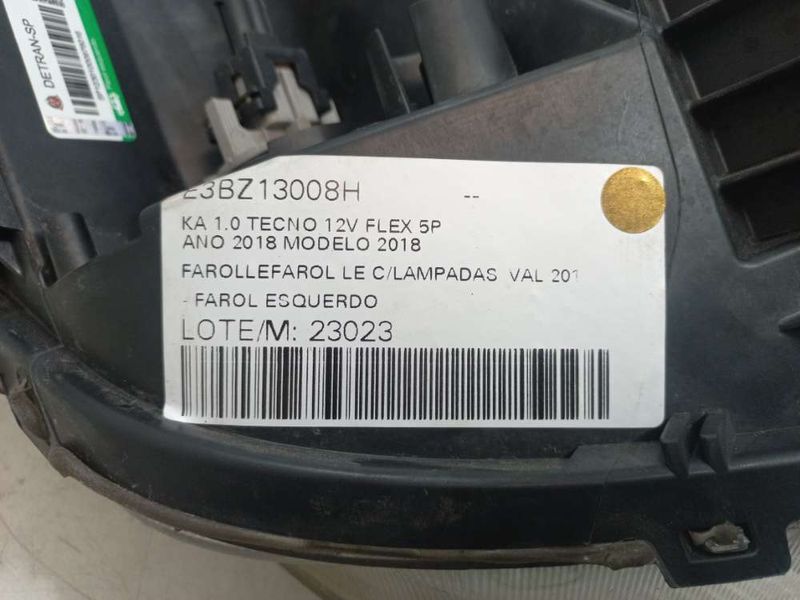 DETRAN-SP
E3BZ13008H --
KA 1.0 TECNO 12V FLEX 5P
ANO 2018 MODELO 2018
FAROLLEFAROL LE C/LAMPADAS VAL 201
- FAROL ESQUERDO
LOTE/M: 23023